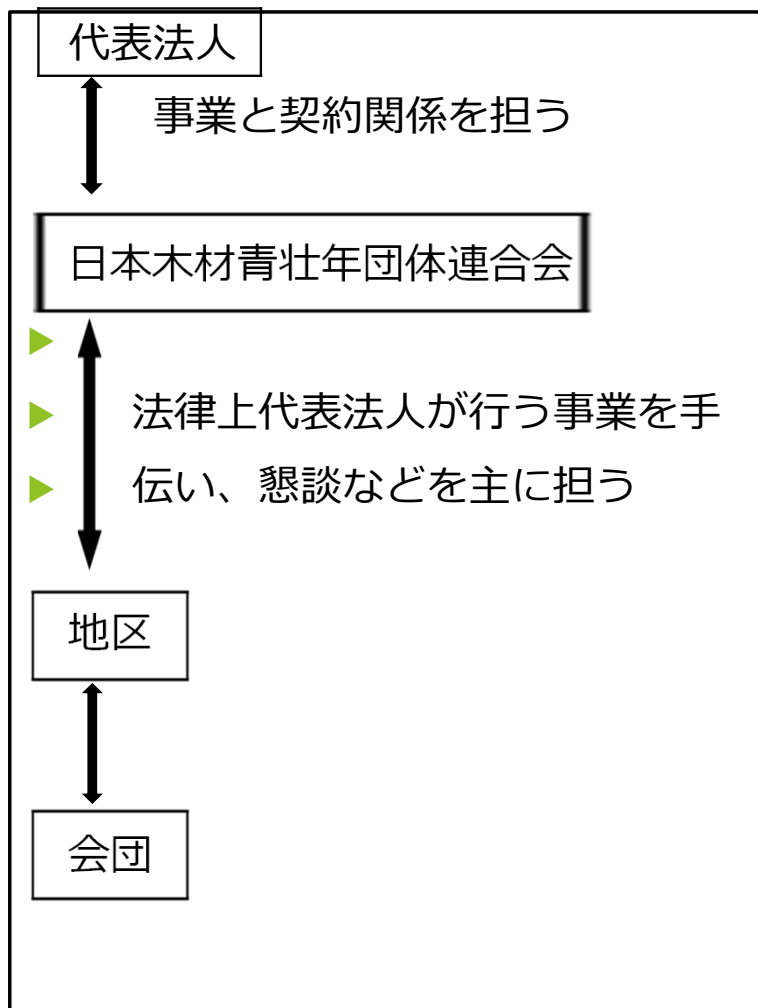 代表法人
事業と契約関係を担う
日本木材青壮年団体連合会
法律上代表法人が行う事業を手
伝い、懇談などを主に担う
地区
会団